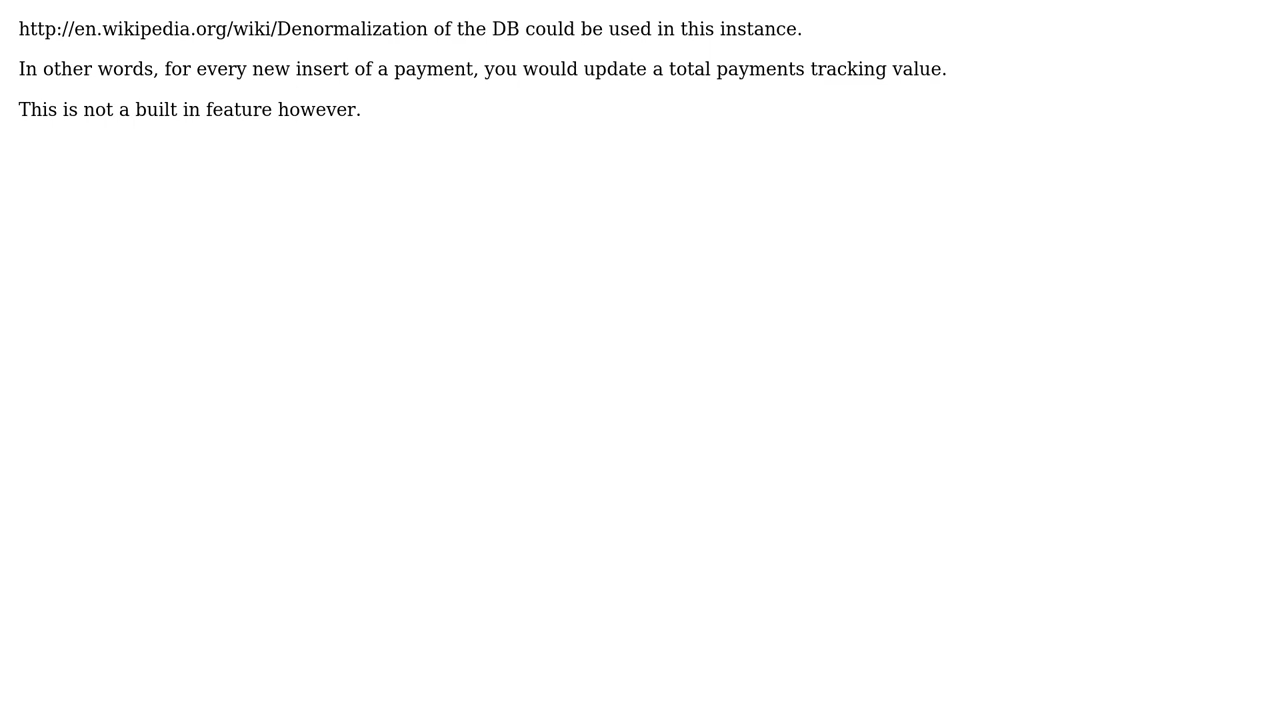 http://en.wikipedia.org/wiki/Denormalization of the DB could be used in this instance.
In other words, for every new insert of a payment, you would update a total payments tracking value.
This is not a built in feature however.